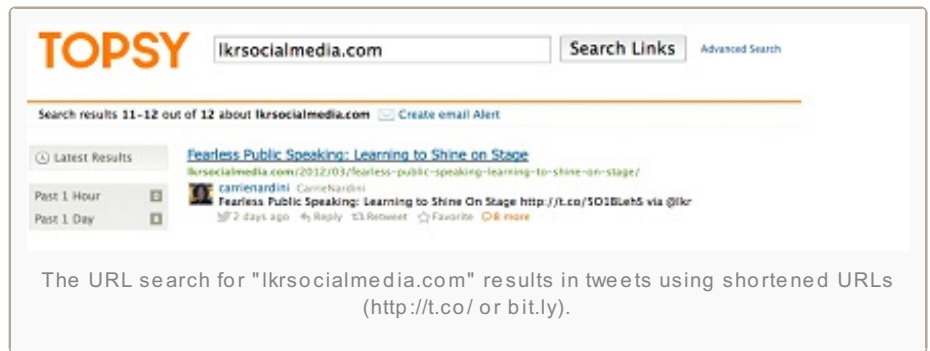 TOPSY
lkrsocialmedia.com
Search Links
Advanced Search
Search results 11-12 out of 12 about lkrsocialmedia.com Create email Alert
Latest Results
Past 1 Hour
Past 1 Day
Fearless Public Speaking: Learning to Shine on Stage
lkrsocialmedia.com/2012/03/fearless-public-speaking-learning-to-shine-on-stage/
carrienardini CarrieNardini
Fearless Public Speaking: Learning to Shine On Stage http://t.co/5O1BLehS via @lkr
2 days ago Reply Retweet Favorite 8 more
The URL search for "lkrsocialmedia.com" results in tweets using shortened URLs
(http://t.co/ or bit.ly).